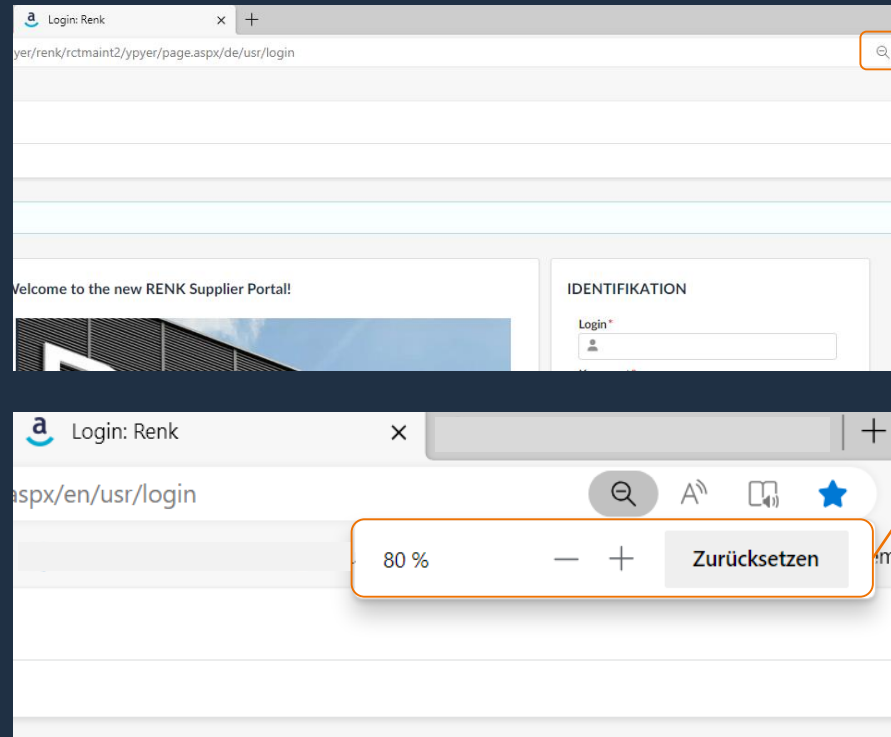 Login: Renk
yer/renk/rctmaint2/ypyer/page.aspx/de/usr/login
Welcome to the new RENK Supplier Portal!
IDENTIFIKATION
Login*
Login: Renk
aspx/en/usr/login
80 %
Zurücksetzen